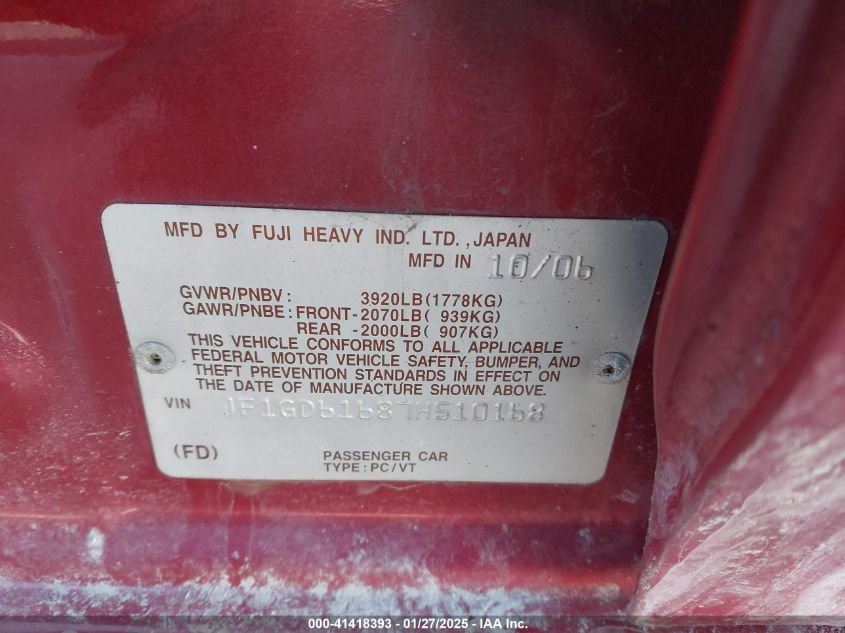 MFD BY FUJI HEAVY IND. LTD., JAPAN
MFD IN 10/06
GVWR/PNBV: 3920LB(1778KG)
GAWR/PNBE: FRONT-2070LB( 939KG)
REAR -2000LB( 907KG)
THIS VEHICLE CONFORMS TO ALL APPLICABLE
FEDERAL MOTOR VEHICLE SAFETY, BUMPER, AND
THEFT PREVENTION STANDARDS IN EFFECT ON
THE DATE OF MANUFACTURE SHOWN ABOVE.
VIN JF1GD61687H510168
(FD) PASSENGER CAR
TYPE: PC/VT
000-41418393 - 01/27/2025 - IAA Inc.